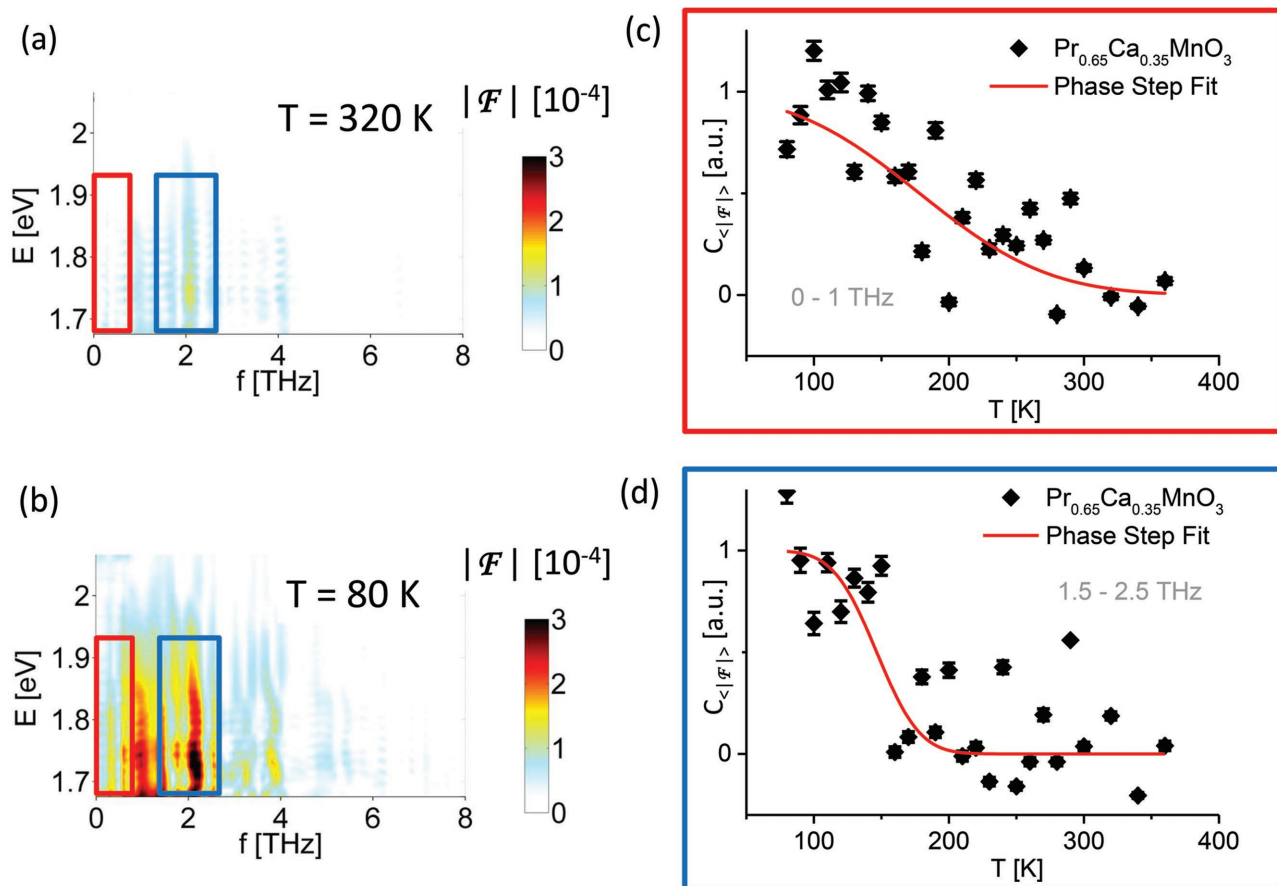 (a)
T = 320 K
|𝓕| [10⁻⁴]
E [eV]
2
1.9
1.8
1.7
0 2 4 6 8
f [THz]
3
2
1
0
(c)
Pr₀.₆₅Ca₀.₃₅MnO₃
Phase Step Fit
C<|𝓕|> [a.u.]
1
0
0 - 1 THz
100 200 300 400
T [K]
(b)
T = 80 K
|𝓕| [10⁻⁴]
E [eV]
2
1.9
1.8
1.7
0 2 4 6 8
f [THz]
3
2
1
0
(d)
Pr₀.₆₅Ca₀.₃₅MnO₃
Phase Step Fit
C<|𝓕|> [a.u.]
1
0
1.5 - 2.5 THz
100 200 300 400
T [K]